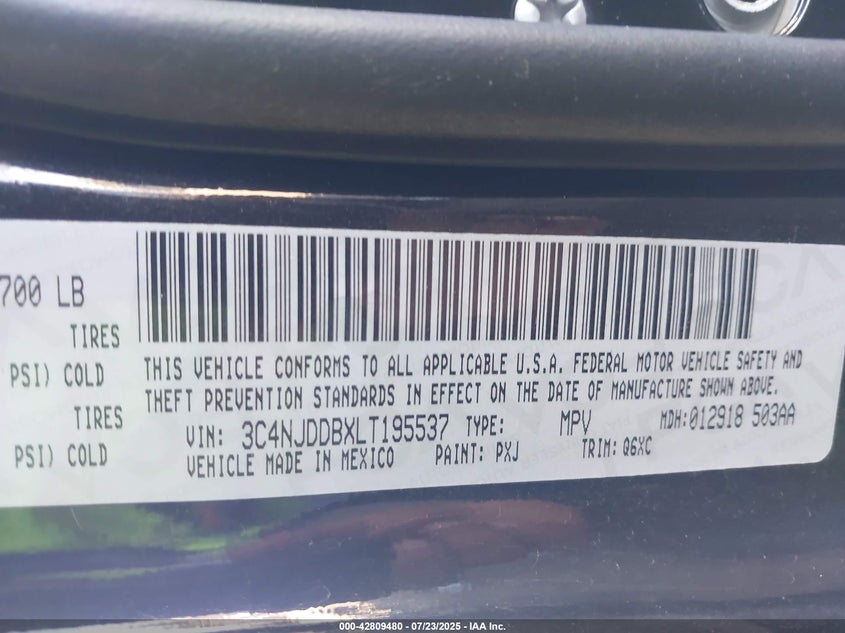 700 LB
TIRES
PSI) COLD
TIRES
PSI) COLD
THIS VEHICLE CONFORMS TO ALL APPLICABLE U.S.A. FEDERAL MOTOR VEHICLE SAFETY AND
THEFT PREVENTION STANDARDS IN EFFECT ON THE DATE OF MANUFACTURE SHOWN ABOVE.
VIN: 3C4NJDDBXLT195537 TYPE: MPV MDH:012918 503AA
VEHICLE MADE IN MEXICO PAINT: PXJ TRIM: Q6XC
000-42809480 - 07/23/2025 - IAA Inc.